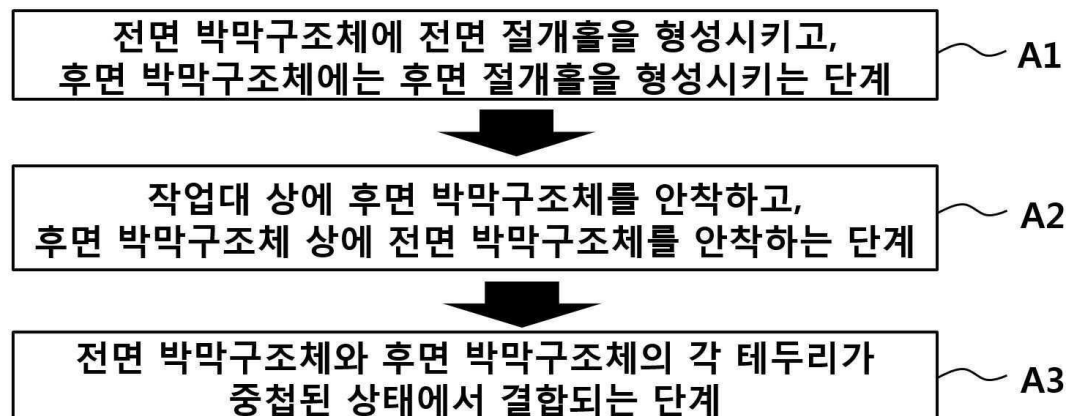 전면 박막구조체에 전면 절개홀을 형성시키고,
후면 박막구조체에는 후면 절개홀을 형성시키는 단계
A1
작업대 상에 후면 박막구조체를 안착하고,
후면 박막구조체 상에 전면 박막구조체를 안착하는 단계
A2
전면 박막구조체와 후면 박막구조체의 각 테두리가
중첩된 상태에서 결합되는 단계
A3